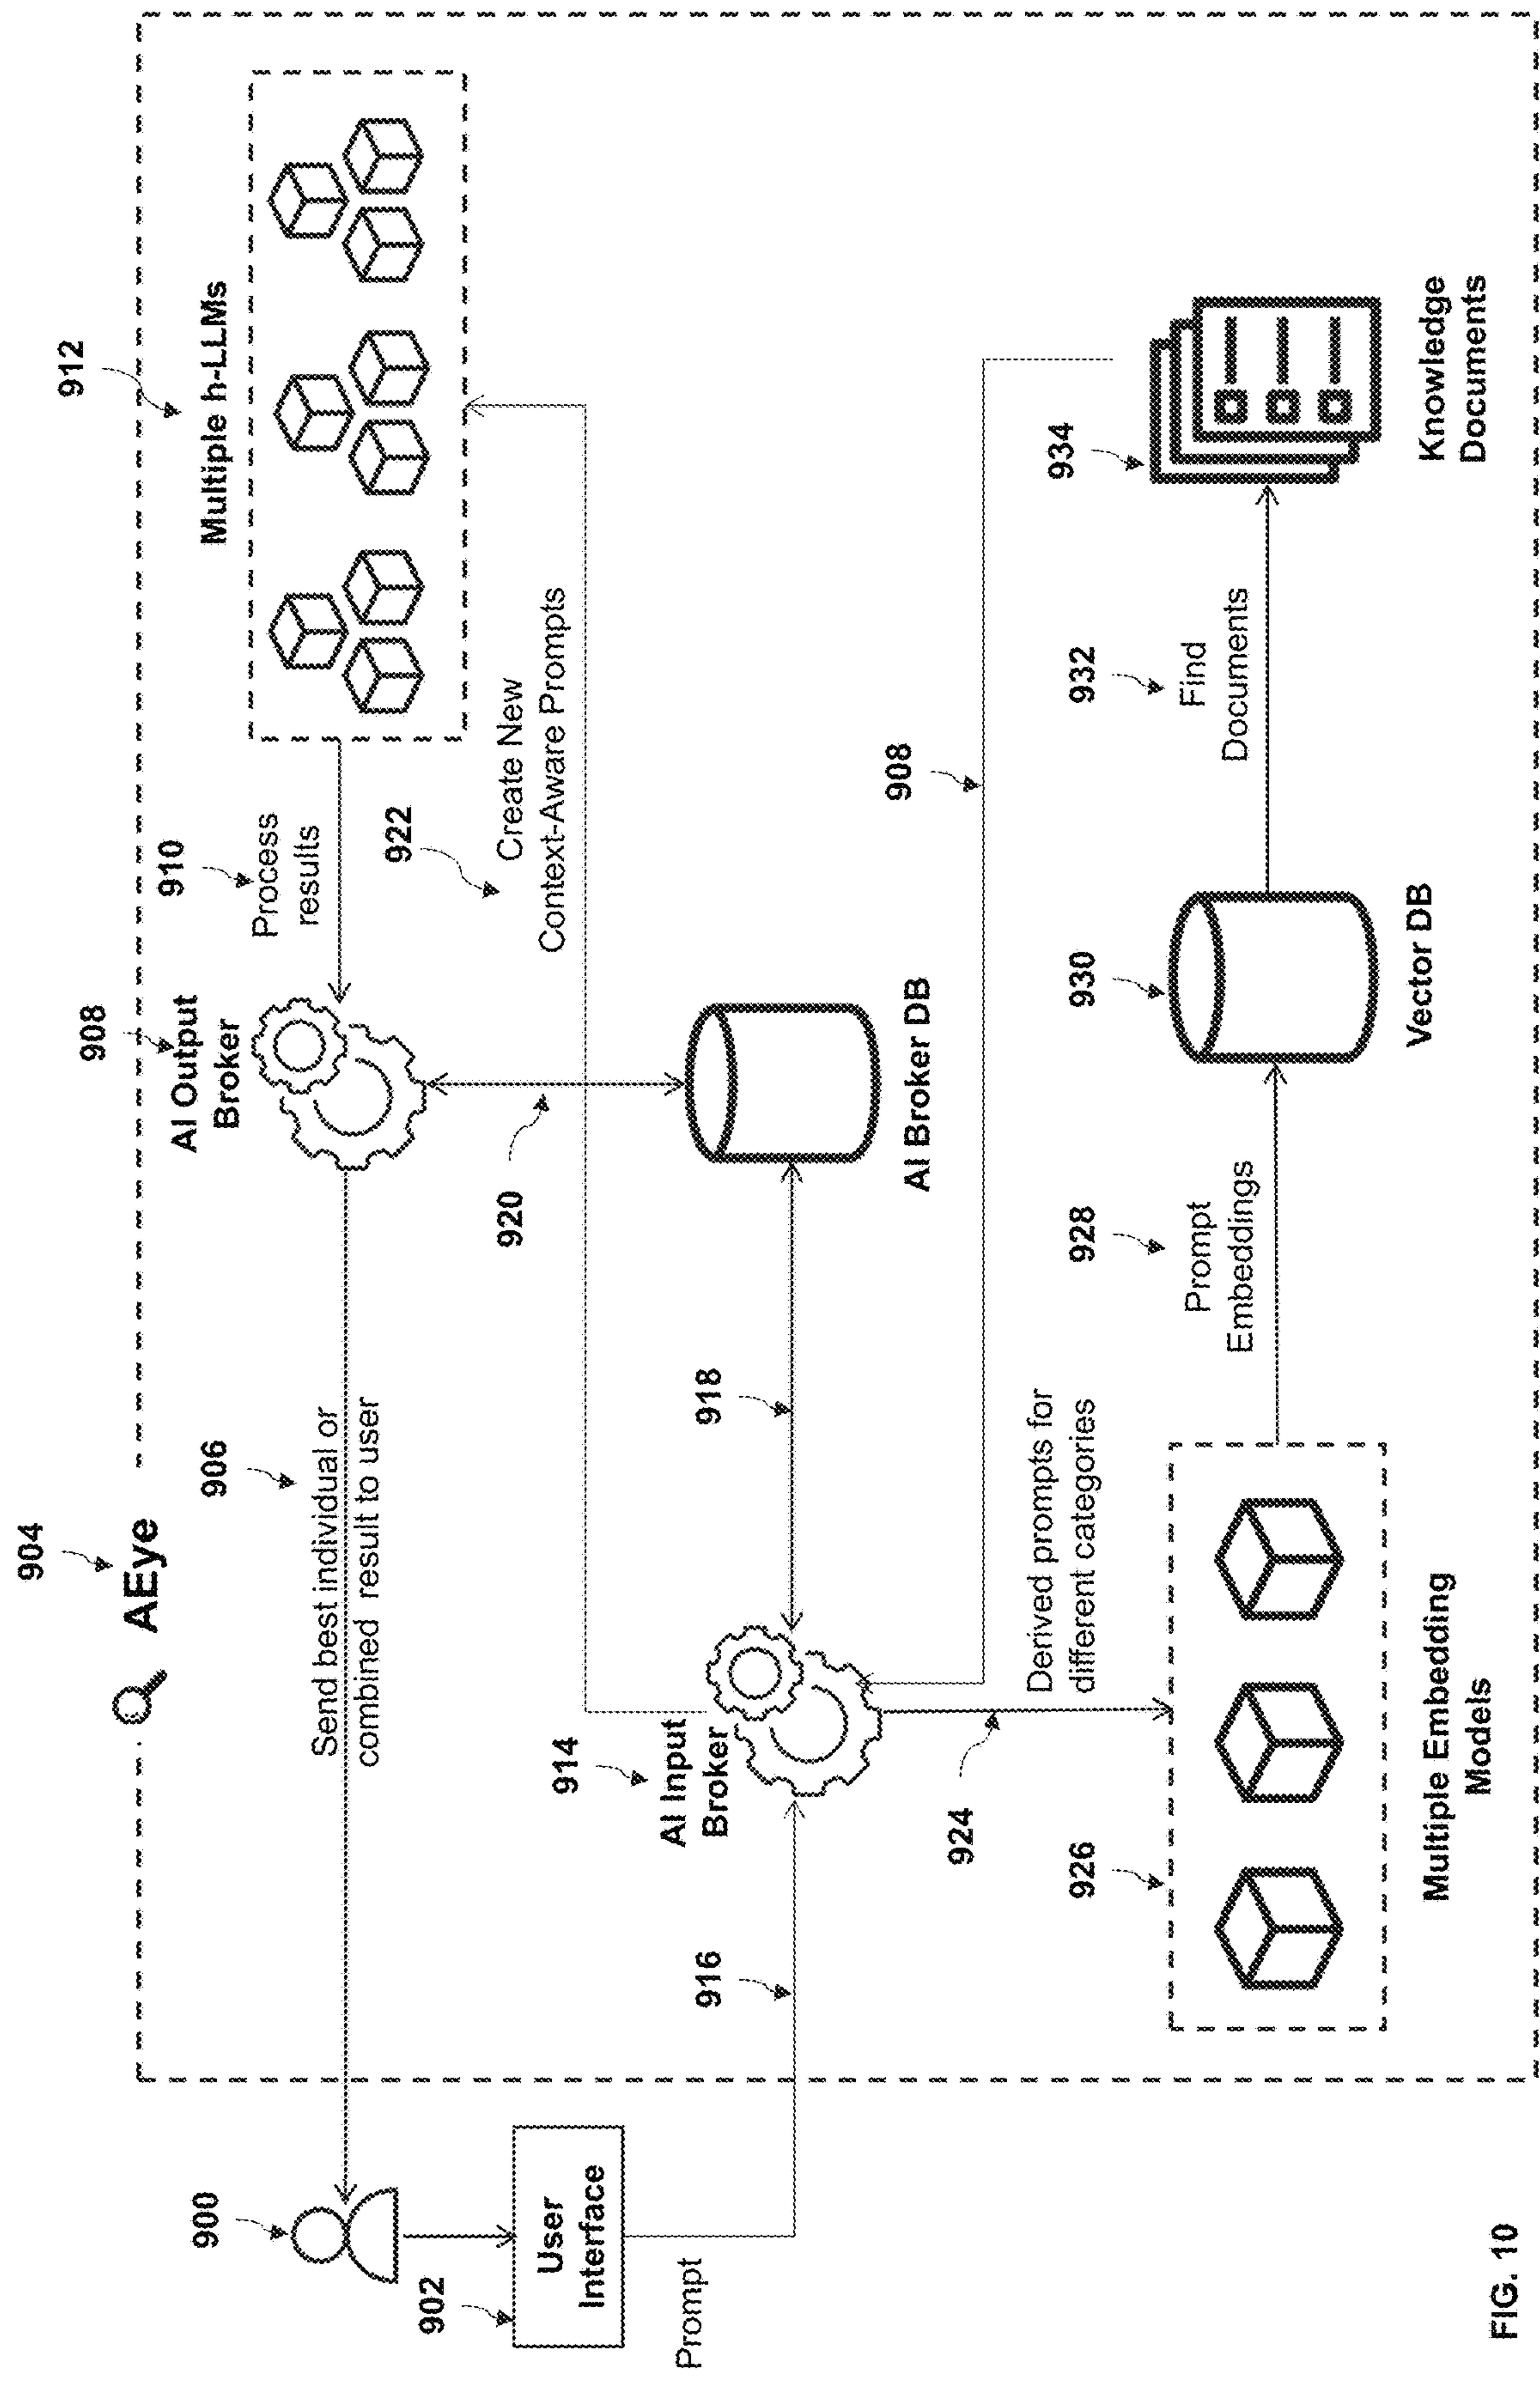 904
AEye
912
Multiple h-LLMs
908
AI Output
Broker
910
Process
results
906
Send best individual or
combined result to user
900
902
User
Interface
Prompt
922
Create New
Context-Aware Prompts
920
914
AI Input
Broker
918
AI Broker DB
916
908
924
Derived prompts for
different categories
926
Multiple Embedding
Models
928
Prompt
Embeddings
930
Vector DB
932
Find
Documents
934
Knowledge
Documents
FIG. 10